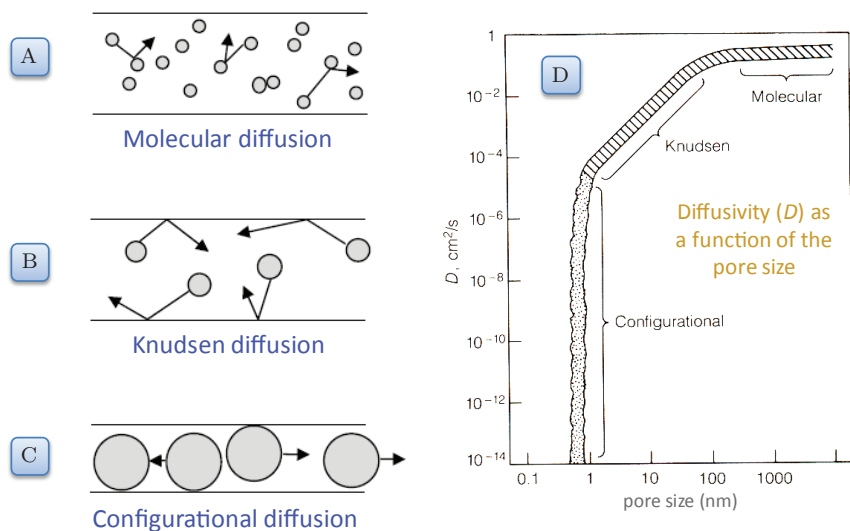 A
Molecular diffusion
B
Knudsen diffusion
C
Configurational diffusion
D
1
10⁻²
10⁻⁴
10⁻⁶
10⁻⁸
10⁻¹⁰
10⁻¹²
10⁻¹⁴
D, cm²/s
Molecular
Knudsen
Configurational
Diffusivity (D) as
a function of the
pore size
0.1
1
10
100
1000
pore size (nm)